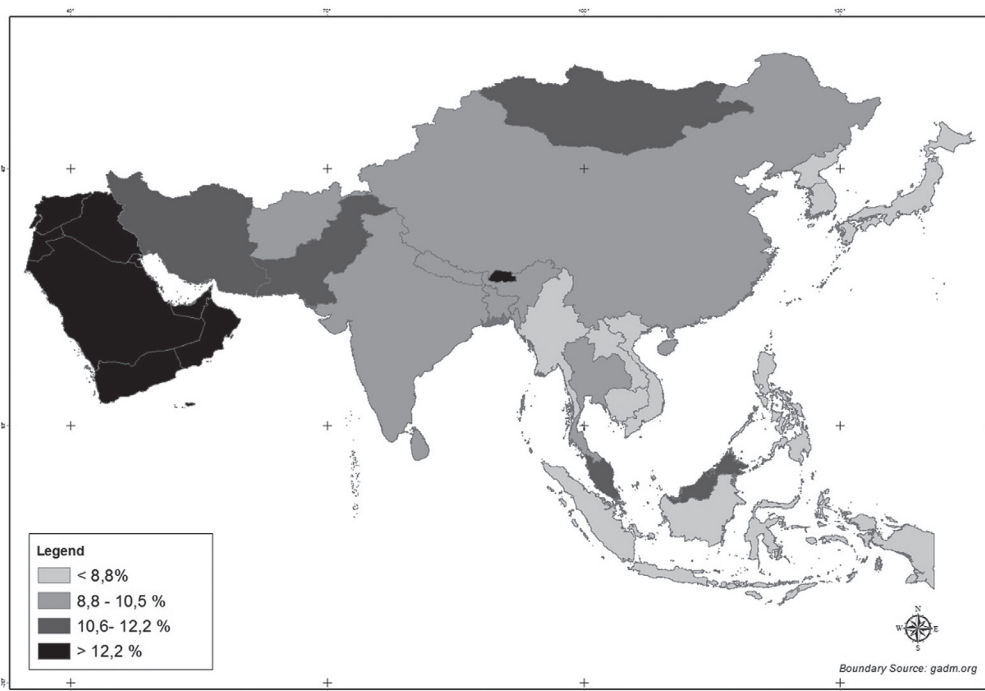 Legend
< 8,8%
8,8 - 10,5 %
10,6- 12,2 %
> 12,2 %
N
W E
S
Boundary Source: gadm.org